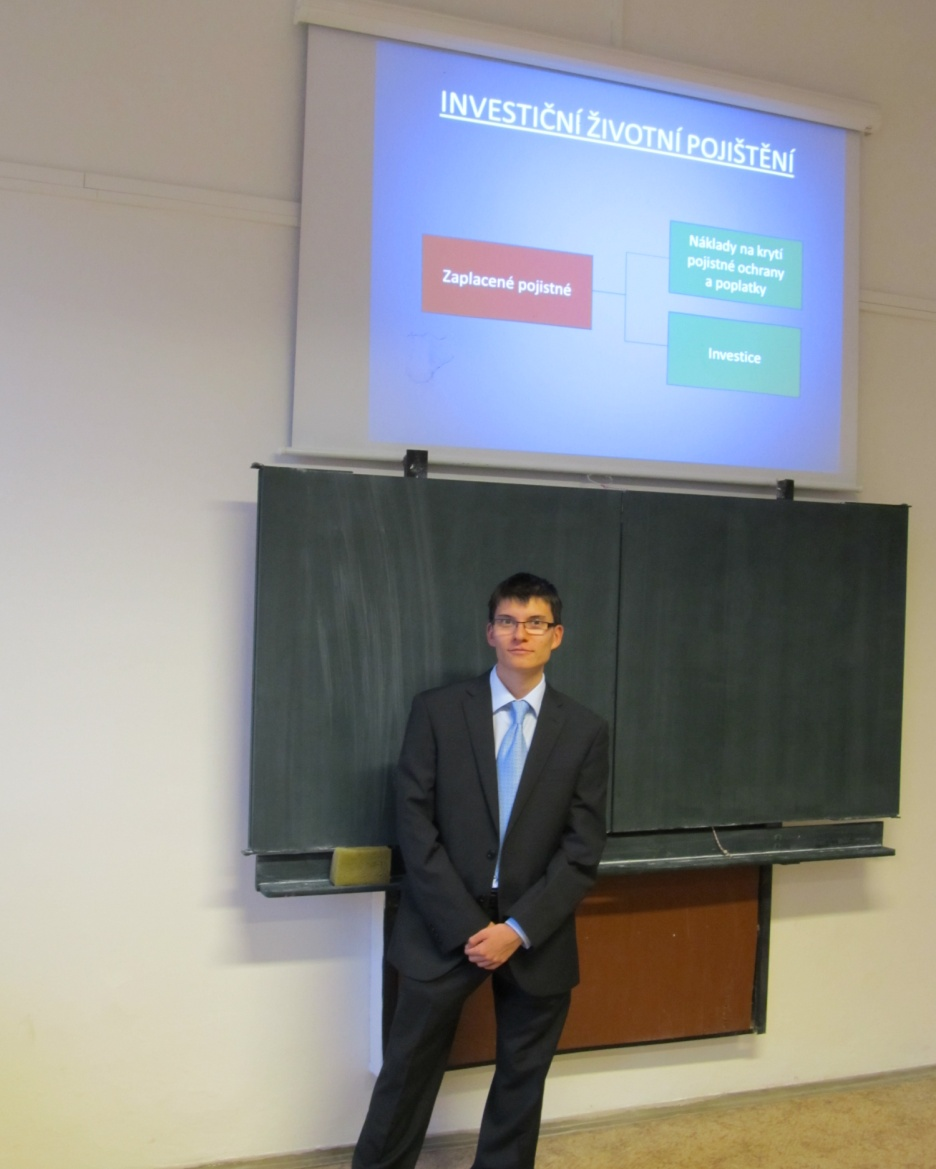 INVESTIČNÍ ŽIVOTNÍ POJIŠTĚNÍ
Zaplacené pojistné
Náklady na krytí
pojistné ochrany
a poplatky
Investice